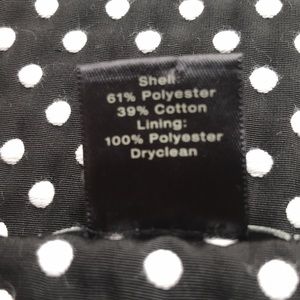 Shell:
61% Polyester
39% Cotton
Lining:
100% Polyester
Dryclean